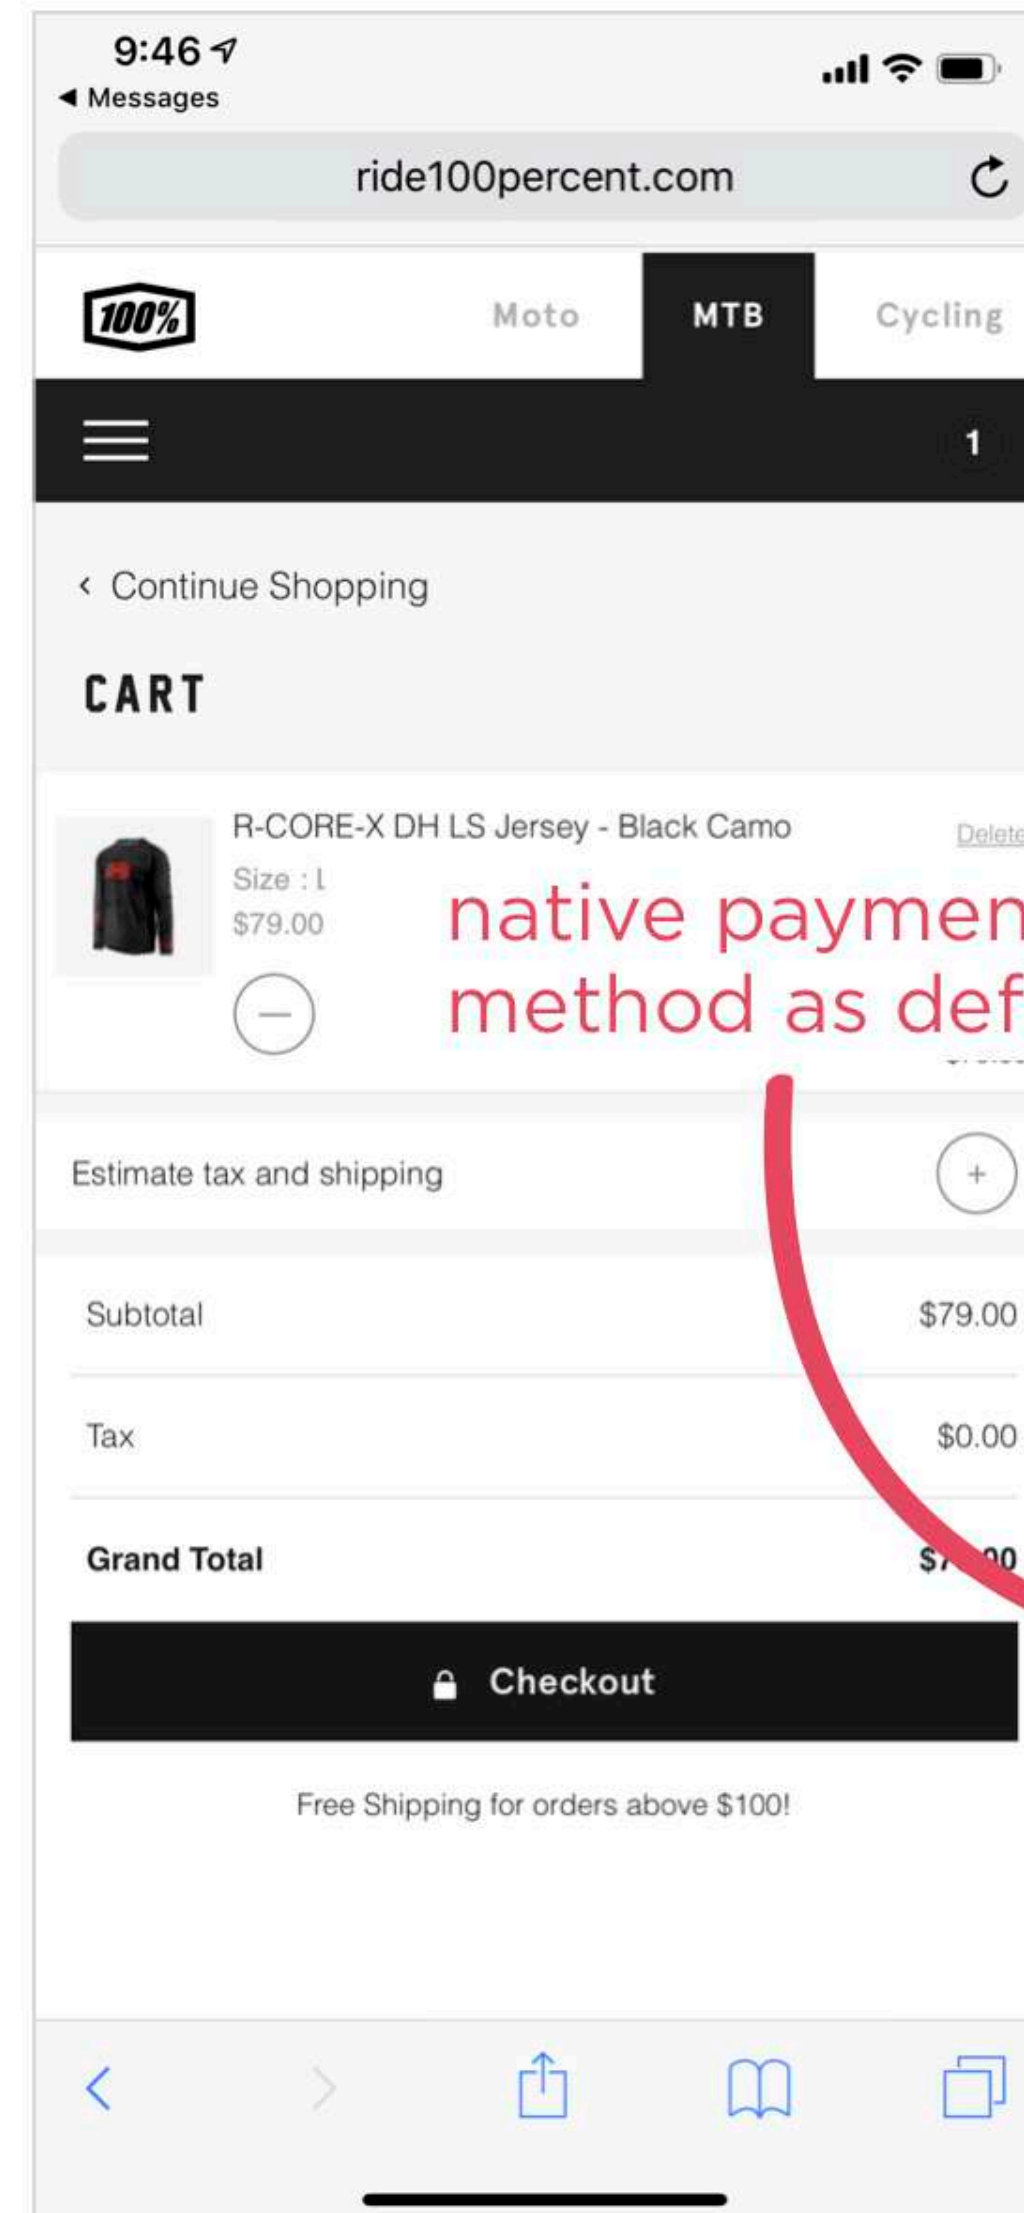 9:46
Messages
ride100percent.com
100%
Moto MTB Cycling
1
Continue Shopping
CART
R-CORE-X DH LS Jersey - Black Camo
Delete
Size : L
$79.00
native paymen
method as def
Estimate tax and shipping
Subtotal $79.00
Tax $0.00
Grand Total
Checkout
Free Shipping for orders above $100!